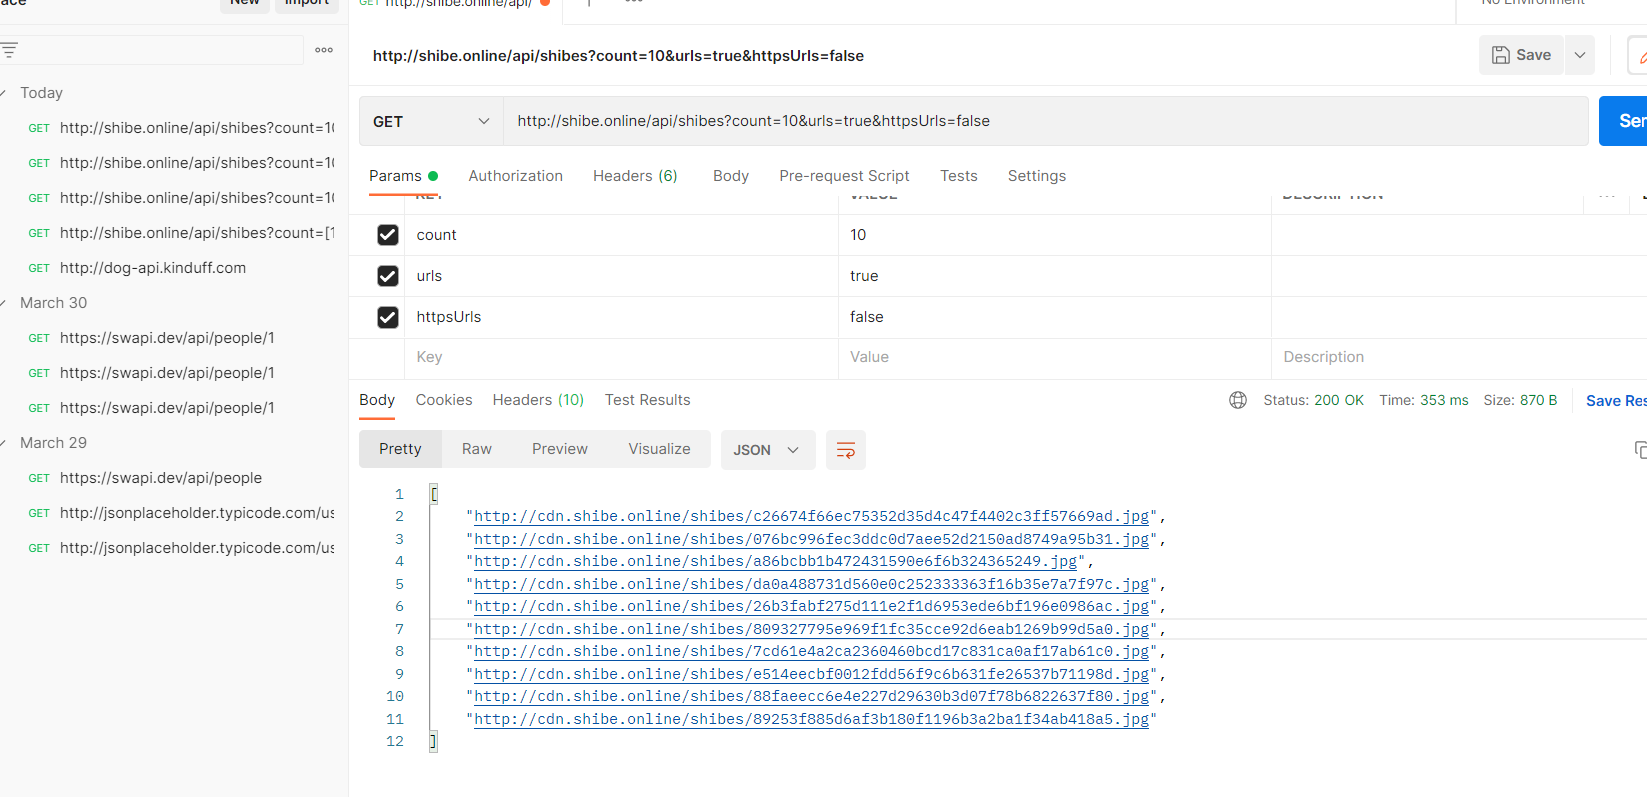 ace New Import
GET http://shibe.online/api/ No Environment
http://shibe.online/api/shibes?count=10&urls=true&httpsUrls=false Save
Today
GET http://shibe.online/api/shibes?count=10
GET http://shibe.online/api/shibes?count=10
GET http://shibe.online/api/shibes?count=10
GET http://shibe.online/api/shibes?count=[1
GET http://dog-api.kinduff.com
March 30
GET https://swapi.dev/api/people/1
GET https://swapi.dev/api/people/1
GET https://swapi.dev/api/people/1
March 29
GET https://swapi.dev/api/people
GET http://jsonplaceholder.typicode.com/us
GET http://jsonplaceholder.typicode.com/us
GET http://shibe.online/api/shibes?count=10&urls=true&httpsUrls=false Sen
Params Authorization Headers (6) Body Pre-request Script Tests Settings
KEY VALUE DESCRIPTION
count 10
urls true
httpsUrls false
Key Value Description
Body Cookies Headers (10) Test Results Status: 200 OK Time: 353 ms Size: 870 B Save Res
Pretty Raw Preview Visualize JSON
1 [
2 "http://cdn.shibe.online/shibes/c26674f66ec75352d35d4c47f4402c3ff57669ad.jpg",
3 "http://cdn.shibe.online/shibes/076bc996fec3ddc0d7aee52d2150ad8749a95b31.jpg",
4 "http://cdn.shibe.online/shibes/a86bcbb1b472431590e6f6b324365249.jpg",
5 "http://cdn.shibe.online/shibes/da0a488731d560e0c252333363f16b35e7a7f97c.jpg",
6 "http://cdn.shibe.online/shibes/26b3fabf275d111e2f1d6953ede6bf196e0986ac.jpg",
7 "http://cdn.shibe.online/shibes/809327795e969f1fc35cce92d6eab1269b99d5a0.jpg",
8 "http://cdn.shibe.online/shibes/7cd61e4a2ca2360460bcd17c831ca0af17ab61c0.jpg",
9 "http://cdn.shibe.online/shibes/e514eecbf0012fdd56f9c6b631fe26537b71198d.jpg",
10 "http://cdn.shibe.online/shibes/88faeecc6e4e227d29630b3d07f78b6822637f80.jpg",
11 "http://cdn.shibe.online/shibes/89253f885d6af3b180f1196b3a2ba1f34ab418a5.jpg"
12 ]